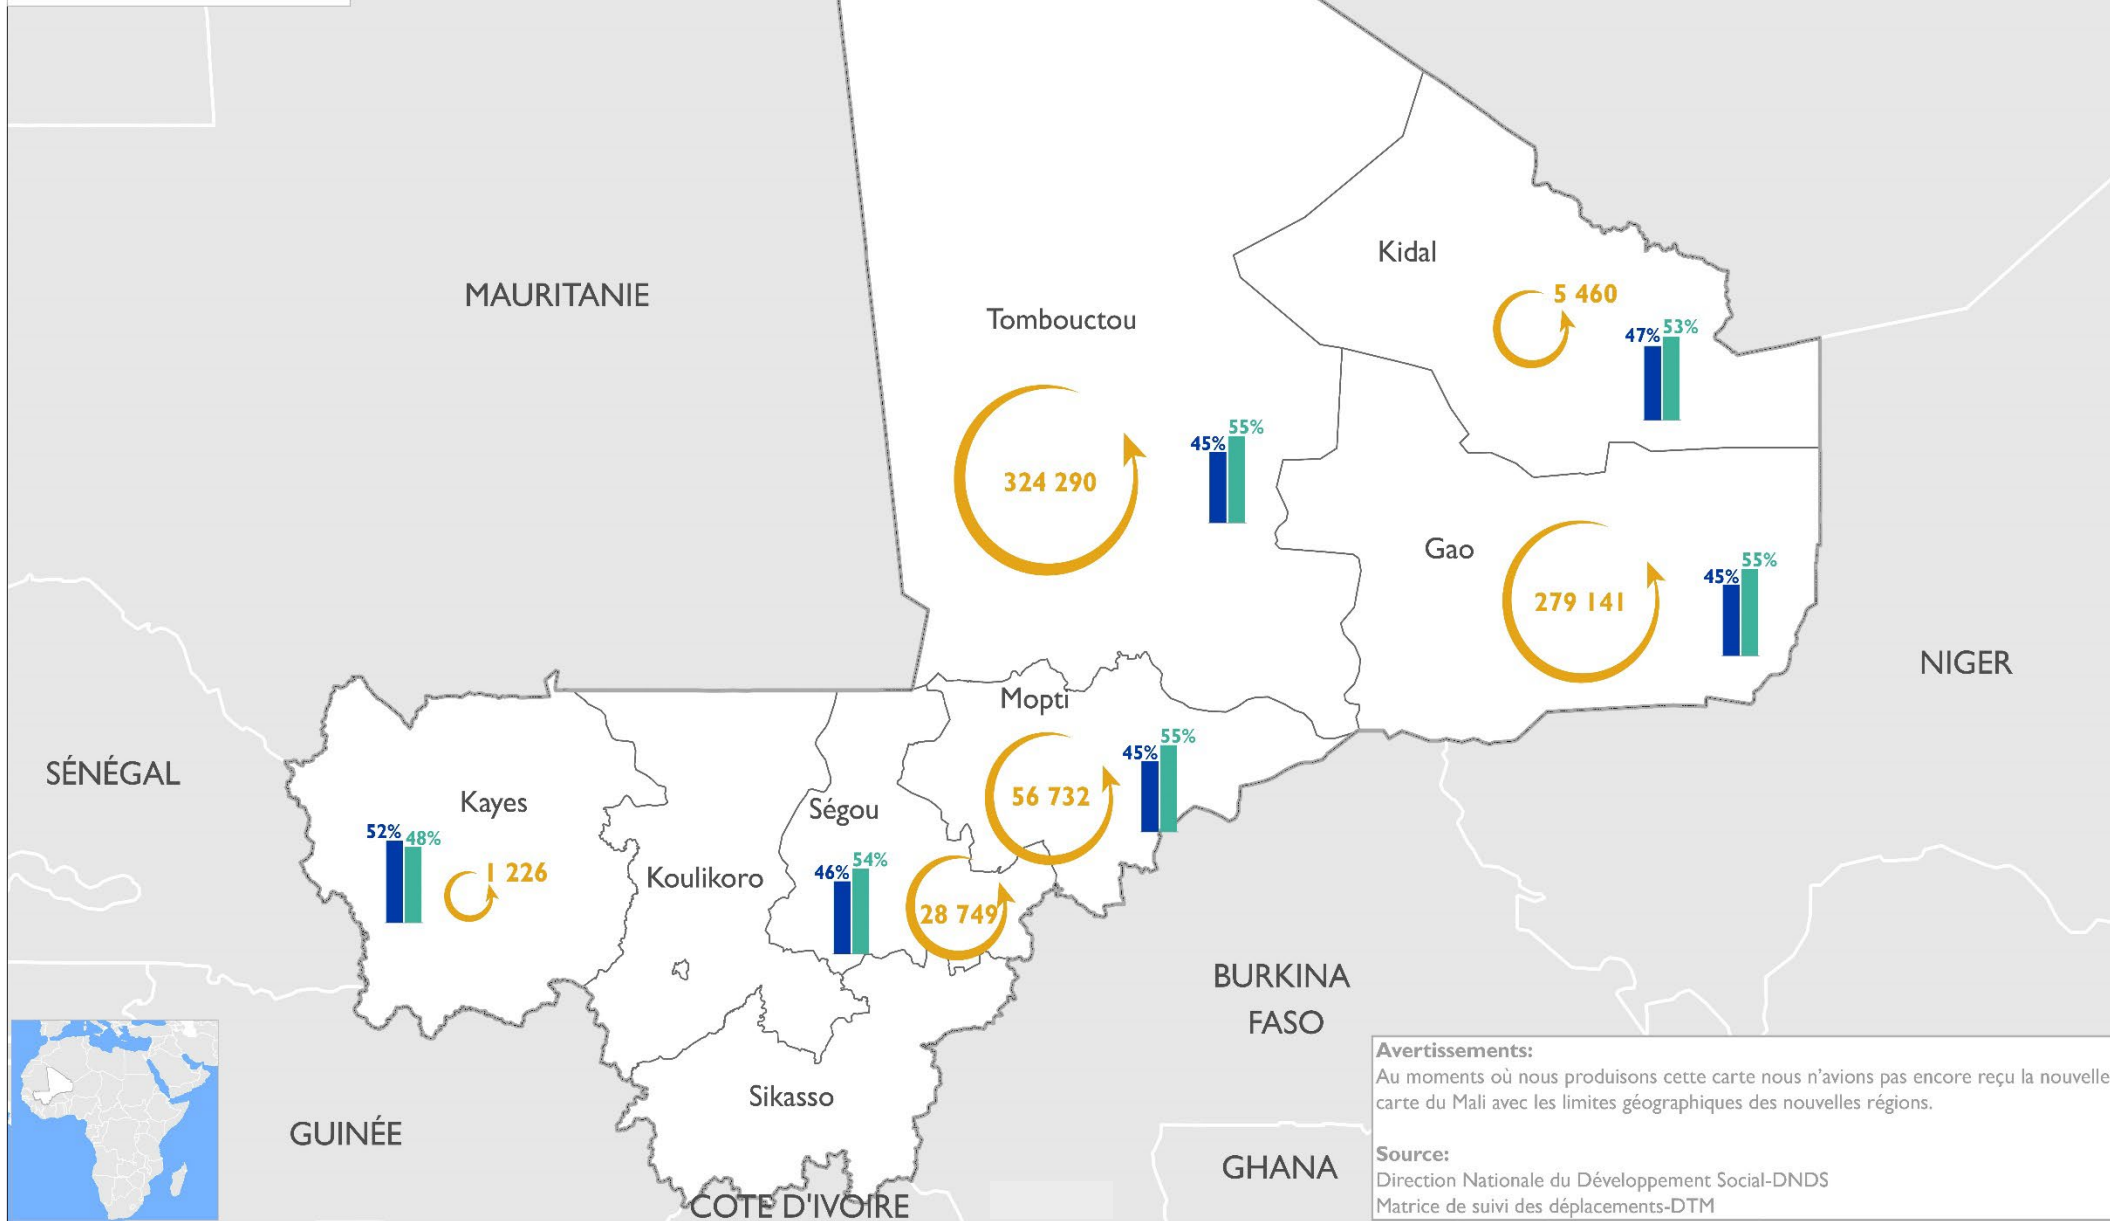 Kidal
5 460
47%
53%
MAURITANIE
Tombouctou
324 290
45%
55%
Gao
279 141
45%
55%
NIGER
Mopti
56 732
45%
55%
SÉNÉGAL
Kayes
52%
48%
1 226
Koulikoro
Ségou
46%
54%
28 749
Sikasso
BURKINA
FASO
GUINÉE
GHANA
COTE D'IVOIRE
Avertissements:
Au moments où nous produisons cette carte nous n'avions pas encore reçu la nouvelle
carte du Mali avec les limites géographiques des nouvelles régions.
Source:
Direction Nationale du Développement Social-DNDS
Matrice de suivi des déplacements-DTM